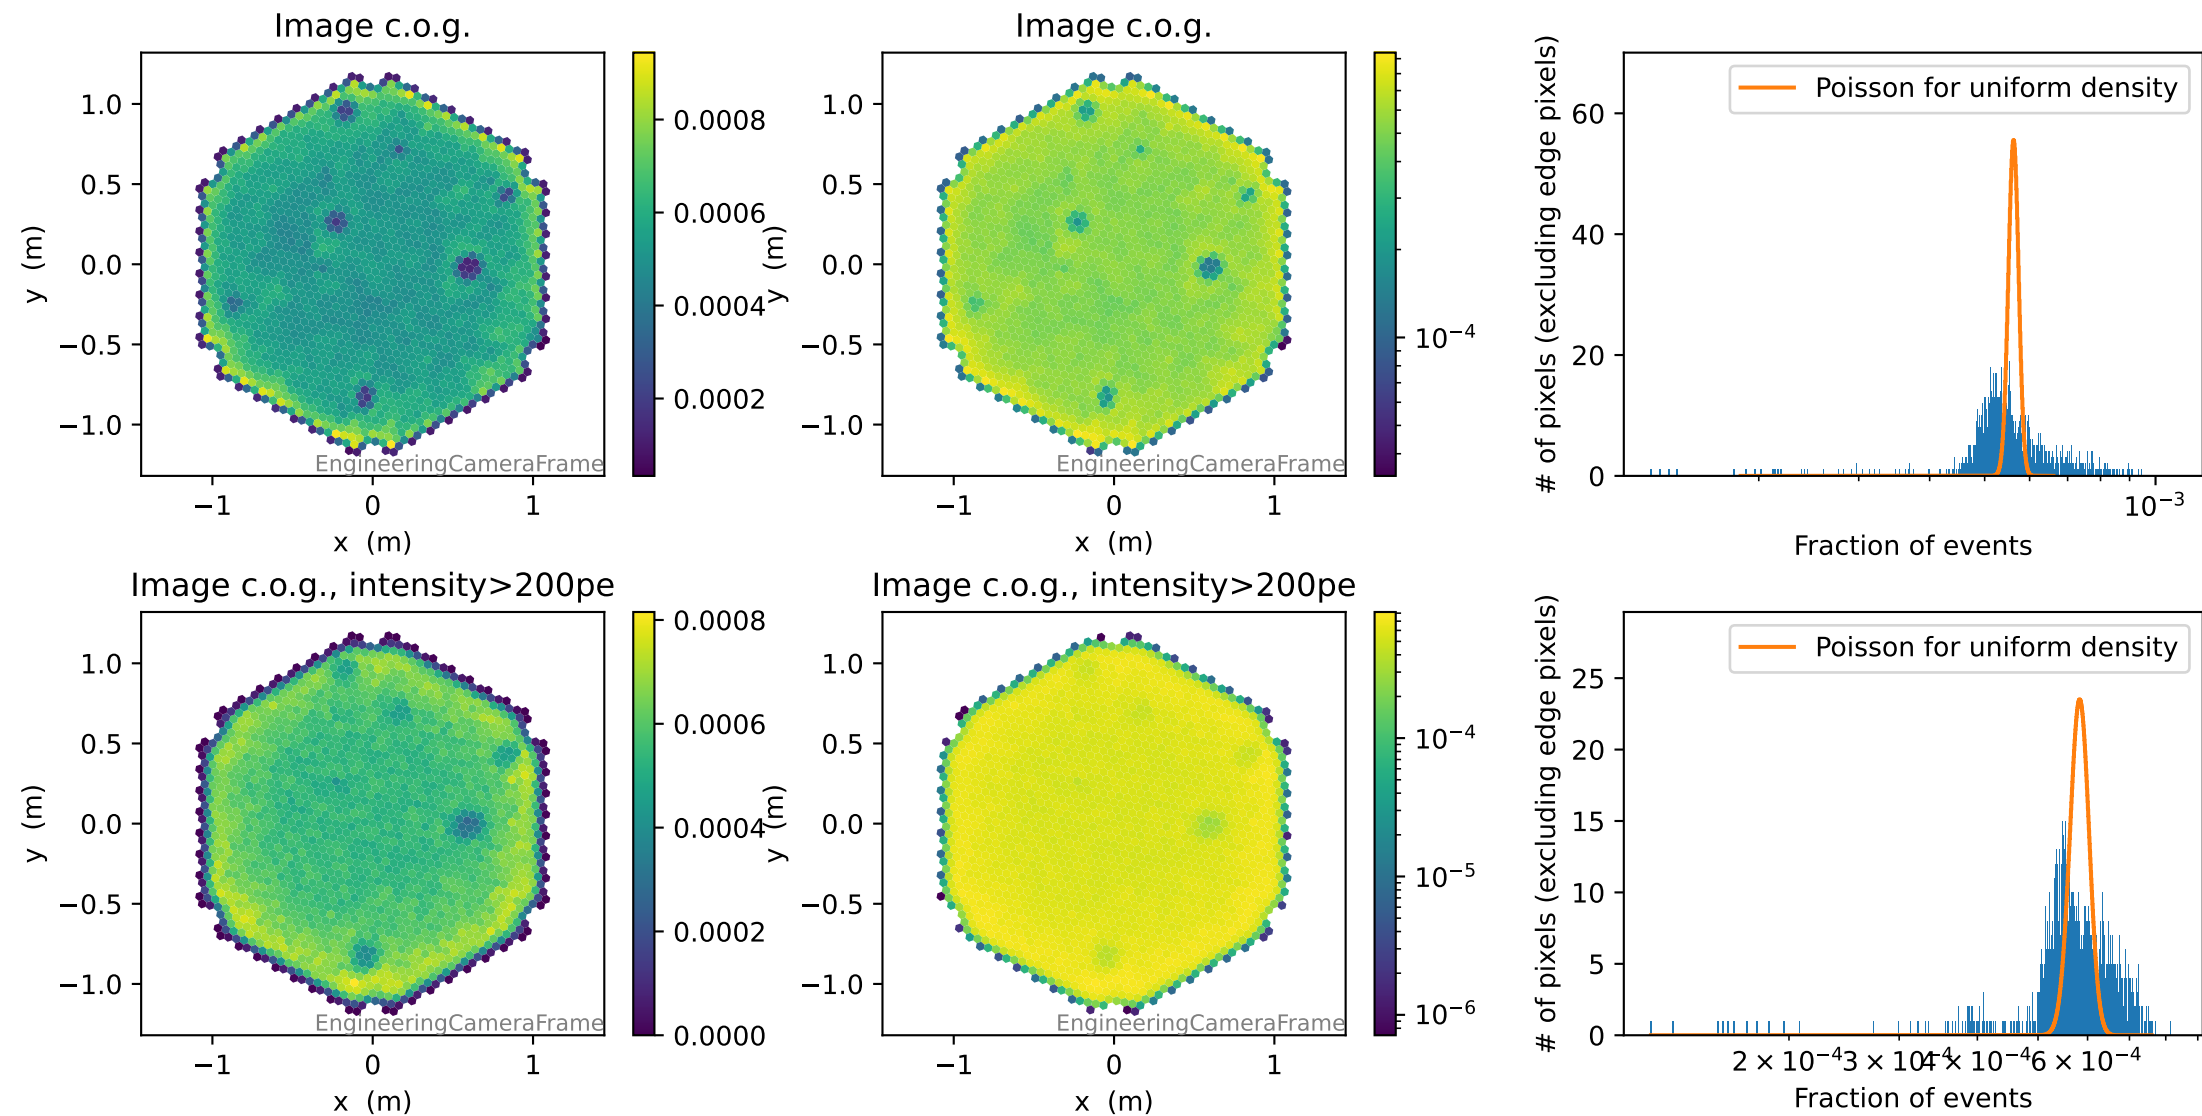 Image c.o.g.
1.0
0.5
0.0
−0.5
−1.0
y (m)
−1
0
1
x (m)
EngineeringCameraFrame
0.0008
0.0006
0.0004
0.0002
Image c.o.g.
1.0
0.5
0.0
−0.5
−1.0
y (m)
−1
0
1
x (m)
EngineeringCameraFrame
10⁻⁴
# of pixels (excluding edge pixels)
60
40
20
0
Poisson for uniform density
10⁻³
Fraction of events
Image c.o.g., intensity>200pe
1.0
0.5
0.0
−0.5
−1.0
y (m)
−1
0
1
x (m)
EngineeringCameraFrame
0.0008
0.0006
0.0004
0.0002
0.0000
Image c.o.g., intensity>200pe
1.0
0.5
0.0
−0.5
−1.0
y (m)
−1
0
1
x (m)
EngineeringCameraFrame
10⁻⁴
10⁻⁵
10⁻⁶
# of pixels (excluding edge pixels)
25
20
15
10
5
0
Poisson for uniform density
2 × 10⁻⁴
3 × 10⁻⁴
4 × 10⁻⁴
6 × 10⁻⁴
Fraction of events